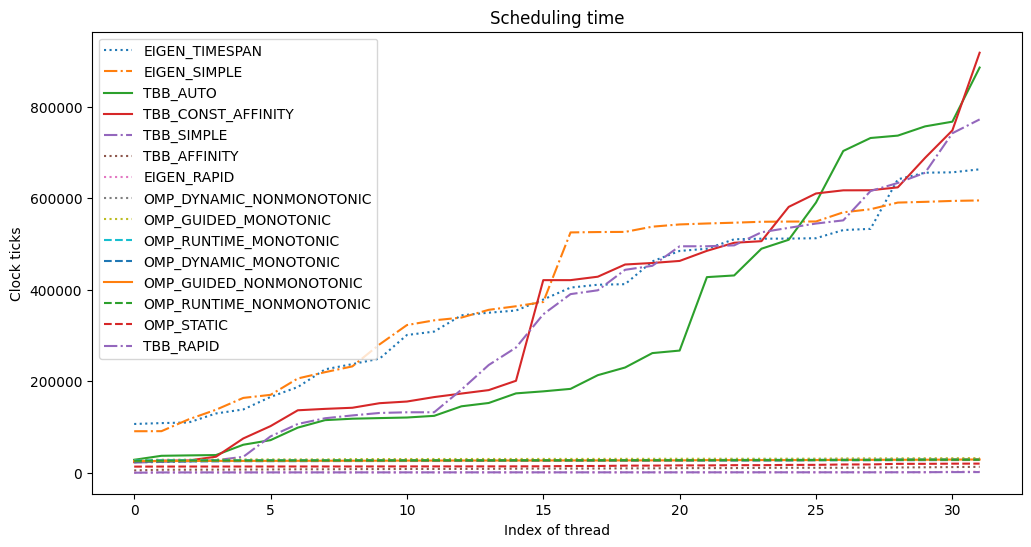 Scheduling time
EIGEN_TIMESPAN
EIGEN_SIMPLE
TBB_AUTO
TBB_CONST_AFFINITY
TBB_SIMPLE
TBB_AFFINITY
EIGEN_RAPID
OMP_DYNAMIC_NONMONOTONIC
OMP_GUIDED_MONOTONIC
OMP_RUNTIME_MONOTONIC
OMP_DYNAMIC_MONOTONIC
OMP_GUIDED_NONMONOTONIC
OMP_RUNTIME_NONMONOTONIC
OMP_STATIC
TBB_RAPID
Clock ticks
800000
600000
400000
200000
0
0 5 10 15 20 25 30
Index of thread